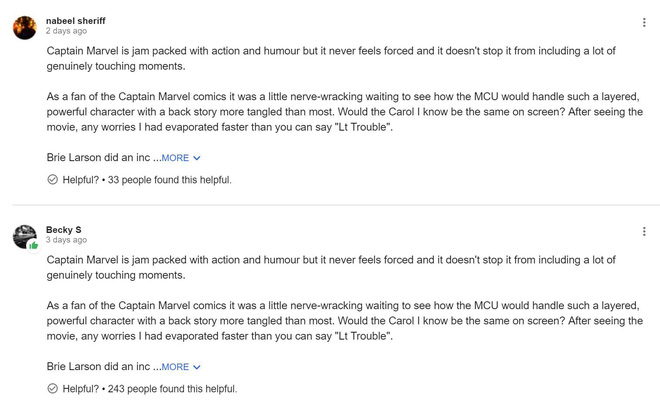 nabeel sheriff
2 days ago
Captain Marvel is jam packed with action and humour but it never feels forced and it doesn't stop it from including a lot of
genuinely touching moments.
As a fan of the Captain Marvel comics it was a little nerve-wracking waiting to see how the MCU would handle such a layered,
powerful character with a back story more tangled than most. Would the Carol I know be the same on screen? After seeing the
movie, any worries I had evaporated faster than you can say "Lt Trouble".
Brie Larson did an inc ...MORE
Helpful? • 33 people found this helpful.
Becky S
3 days ago
Captain Marvel is jam packed with action and humour but it never feels forced and it doesn't stop it from including a lot of
genuinely touching moments.
As a fan of the Captain Marvel comics it was a little nerve-wracking waiting to see how the MCU would handle such a layered,
powerful character with a back story more tangled than most. Would the Carol I know be the same on screen? After seeing the
movie, any worries I had evaporated faster than you can say "Lt Trouble".
Brie Larson did an inc ...MORE
Helpful? • 243 people found this helpful.